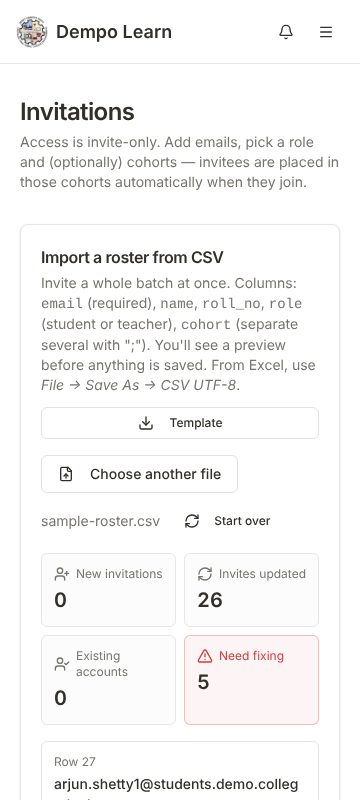 Dempo Learn
Invitations
Access is invite-only. Add emails, pick a role
and (optionally) cohorts — invitees are placed in
those cohorts automatically when they join.
Import a roster from CSV
Invite a whole batch at once. Columns:
email (required), name, roll_no, role
(student or teacher), cohort (separate
several with ";"). You'll see a preview
before anything is saved. From Excel, use
File → Save As → CSV UTF-8.
Template
Choose another file
sample-roster.csv
Start over
New invitations
0
Invites updated
26
Existing
accounts
0
Need fixing
5
Row 27
arjun.shetty1@students.demo.colleg